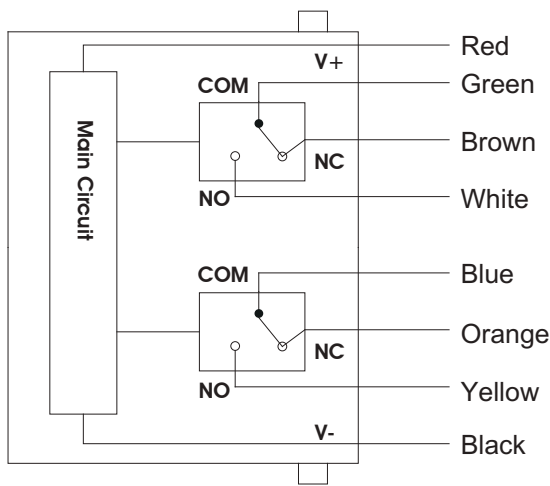 Red
V+
COM
Green
Main Circuit
Brown
NC
NO
White
COM
Blue
Orange
NC
NO
Yellow
V-
Black